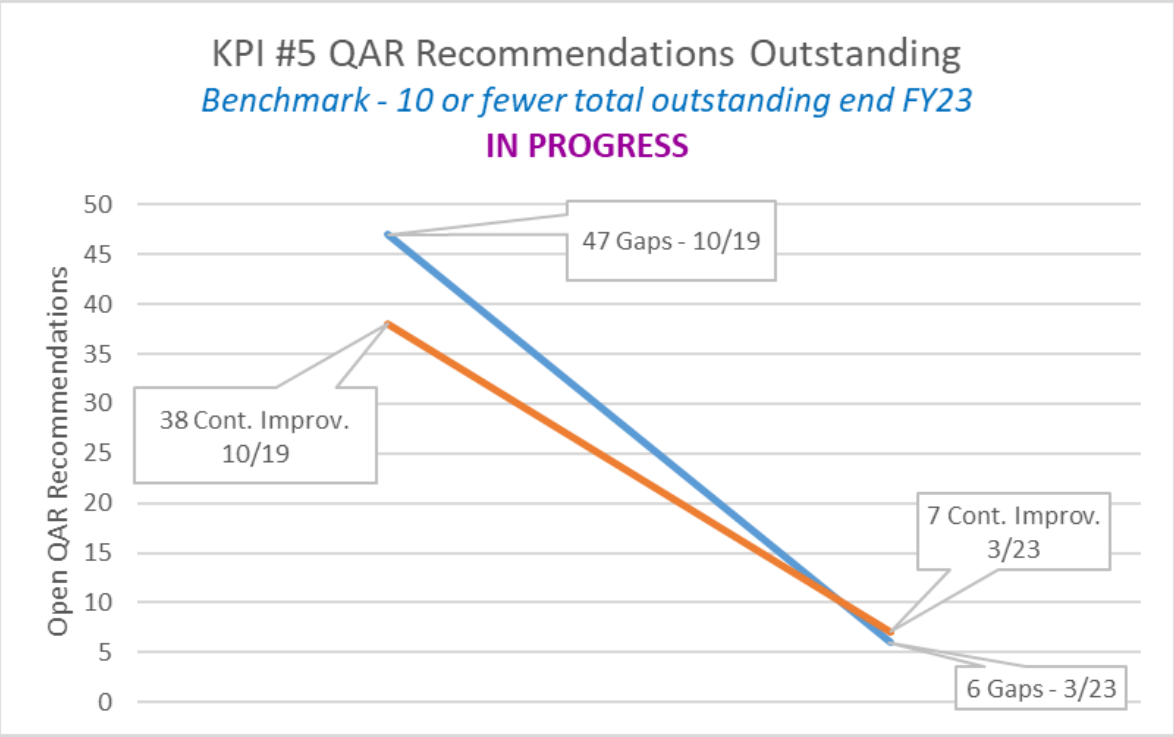 KPI #5 QAR Recommendations Outstanding
Benchmark - 10 or fewer total outstanding end FY23
IN PROGRESS
Open QAR Recommendations
50
45
40
35
30
25
20
15
10
5
0
47 Gaps - 10/19
38 Cont. Improv.
10/19
7 Cont. Improv.
3/23
6 Gaps - 3/23